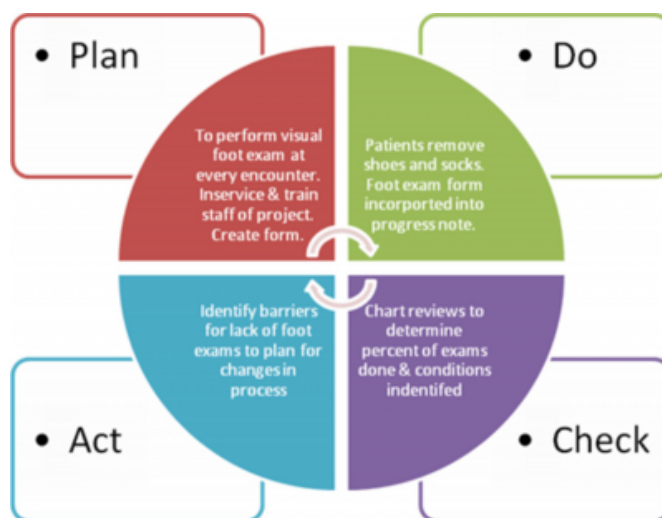 • Plan
To perform visual
foot exam at
every encounter.
Inservice & train
staff of project.
Create form.
• Do
Patients remove
shoes and socks.
Foot exam form
incorported into
progress note.
Identify barriers
for lack of foot
exams to plan for
changes in
process
• Act
Chart reviews to
determine
percent of exams
done & conditions
indentifed
• Check